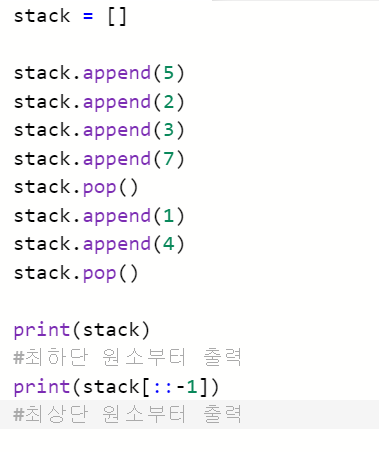 stack = []
stack.append(5)
stack.append(2)
stack.append(3)
stack.append(7)
stack.pop()
stack.append(1)
stack.append(4)
stack.pop()
print(stack)
#최하단 원소부터 출력
print(stack[::-1])
#최상단 원소부터 출력